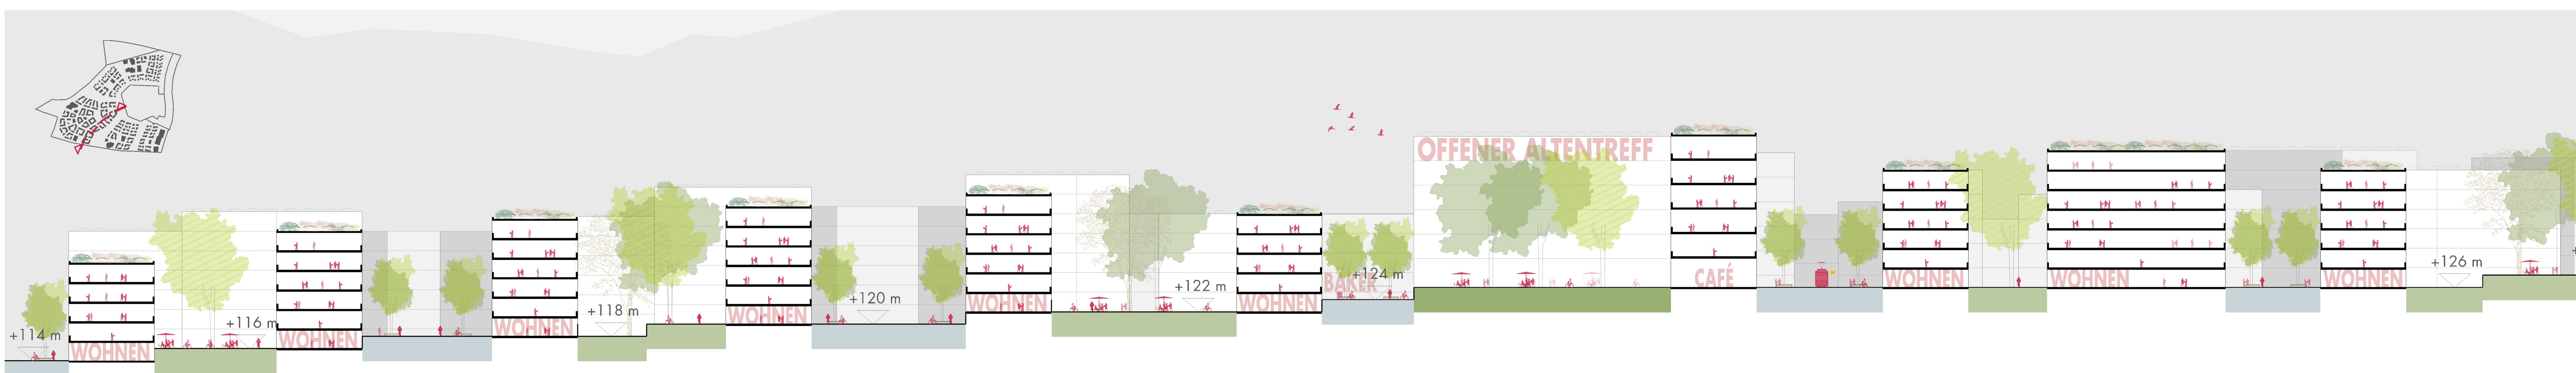 +114 m
WOHNEN
+116 m
WOHNEN
WOHNEN
+118 m
WOHNEN
+120 m
WOHNEN
+122 m
WOHNEN
BAKER
+124 m
OFFENER ALTENTREFF
CAFÉ
WOHNEN
WOHNEN
WOHNEN
+126 m